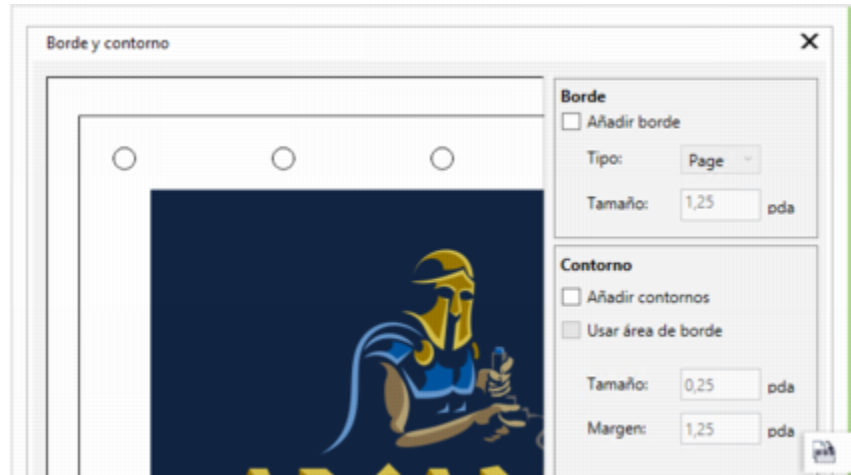 Borde y contorno
Borde
Añadir borde
Tipo: Page
Tamaño: 1,25 pda
Contorno
Añadir contornos
Usar área de borde
Tamaño: 0,25 pda
Margen: 1,25 pda